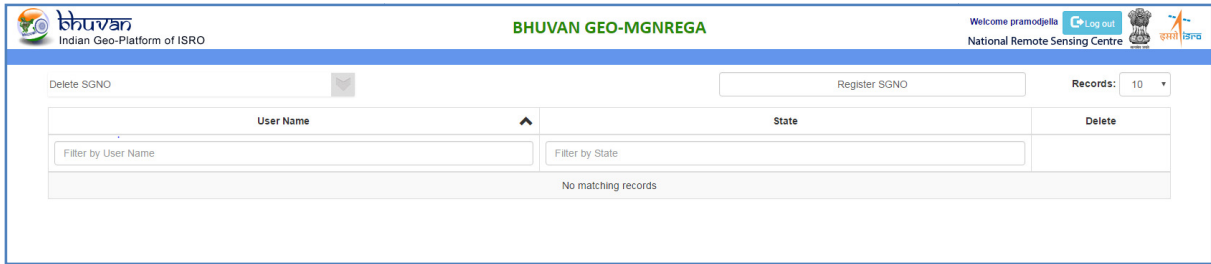 bhuvan
Indian Geo-Platform of ISRO
BHUVAN GEO-MGNREGA
Welcome pramodjella Log out
National Remote Sensing Centre
इसरो isro
Delete SGNO
Register SGNO
Records: 10
User Name State Delete
Filter by User Name Filter by State
No matching records